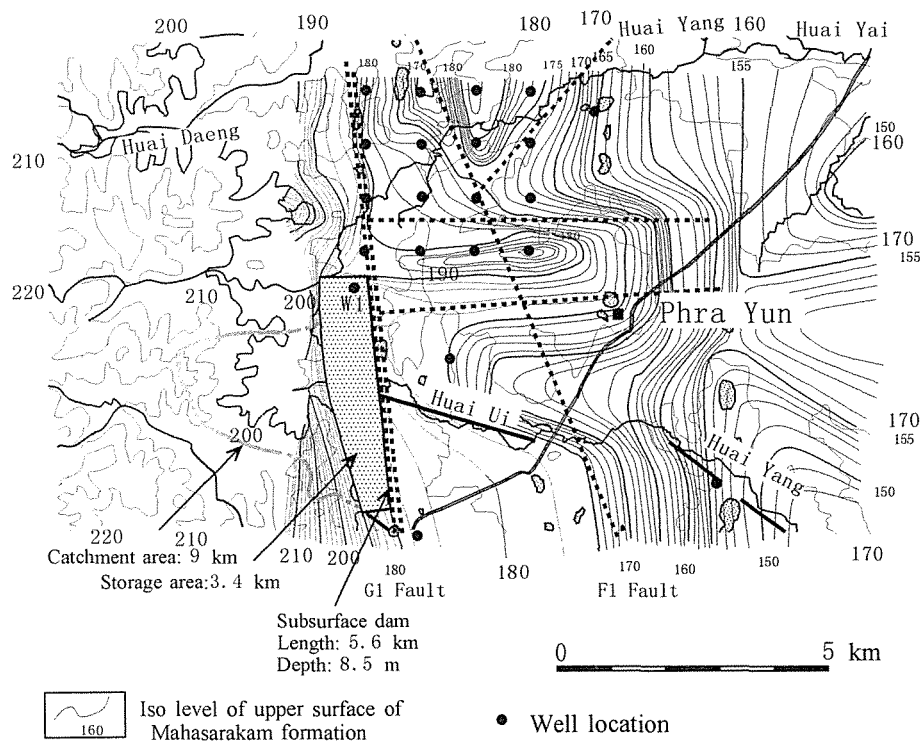 200
190
180
170
Huai Yang
160
Huai Yai
180
170
180
180
175
170
165
160
155
Huai Daeng
150
160
210
180
190
170
155
220
210
200
W1
Phra Yun
Huai Ui
200
Huai Yang
170
155
150
220
210
210
200
180
180
170
160
150
170
Catchment area: 9 km
Storage area:3.4 km
G1 Fault
F1 Fault
Subsurface dam
Length: 5.6 km
Depth: 8.5 m
0
5 km
160
Iso level of upper surface of
Mahasarakam formation
Well location